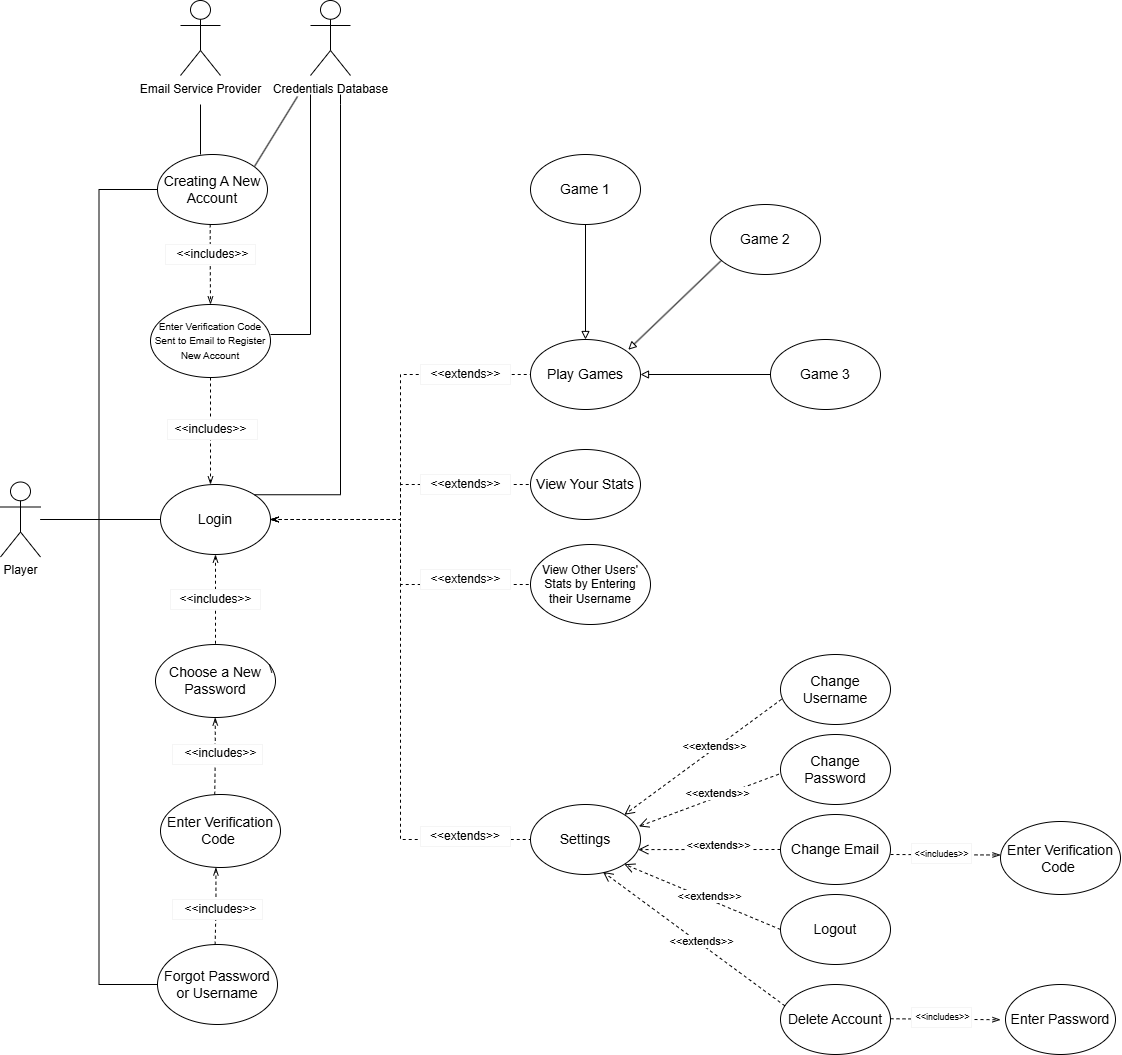 Email Service Provider
Credentials Database
Creating A New
Account
<<includes>>
Enter Verification Code
Sent to Email to Register
New Account
<<includes>>
Player
Login
<<includes>>
Choose a New
Password
<<includes>>
Enter Verification
Code
<<includes>>
Forgot Password
or Username
Game 1
Game 2
Game 3
<<extends>>
Play Games
<<extends>>
View Your Stats
<<extends>>
View Other Users'
Stats by Entering
their Username
<<extends>>
Settings
<<extends>>
Change
Username
<<extends>>
Change
Password
<<extends>>
Change Email
<<includes>>
Enter Verification
Code
<<extends>>
Logout
<<extends>>
Delete Account
<<includes>>
Enter Password